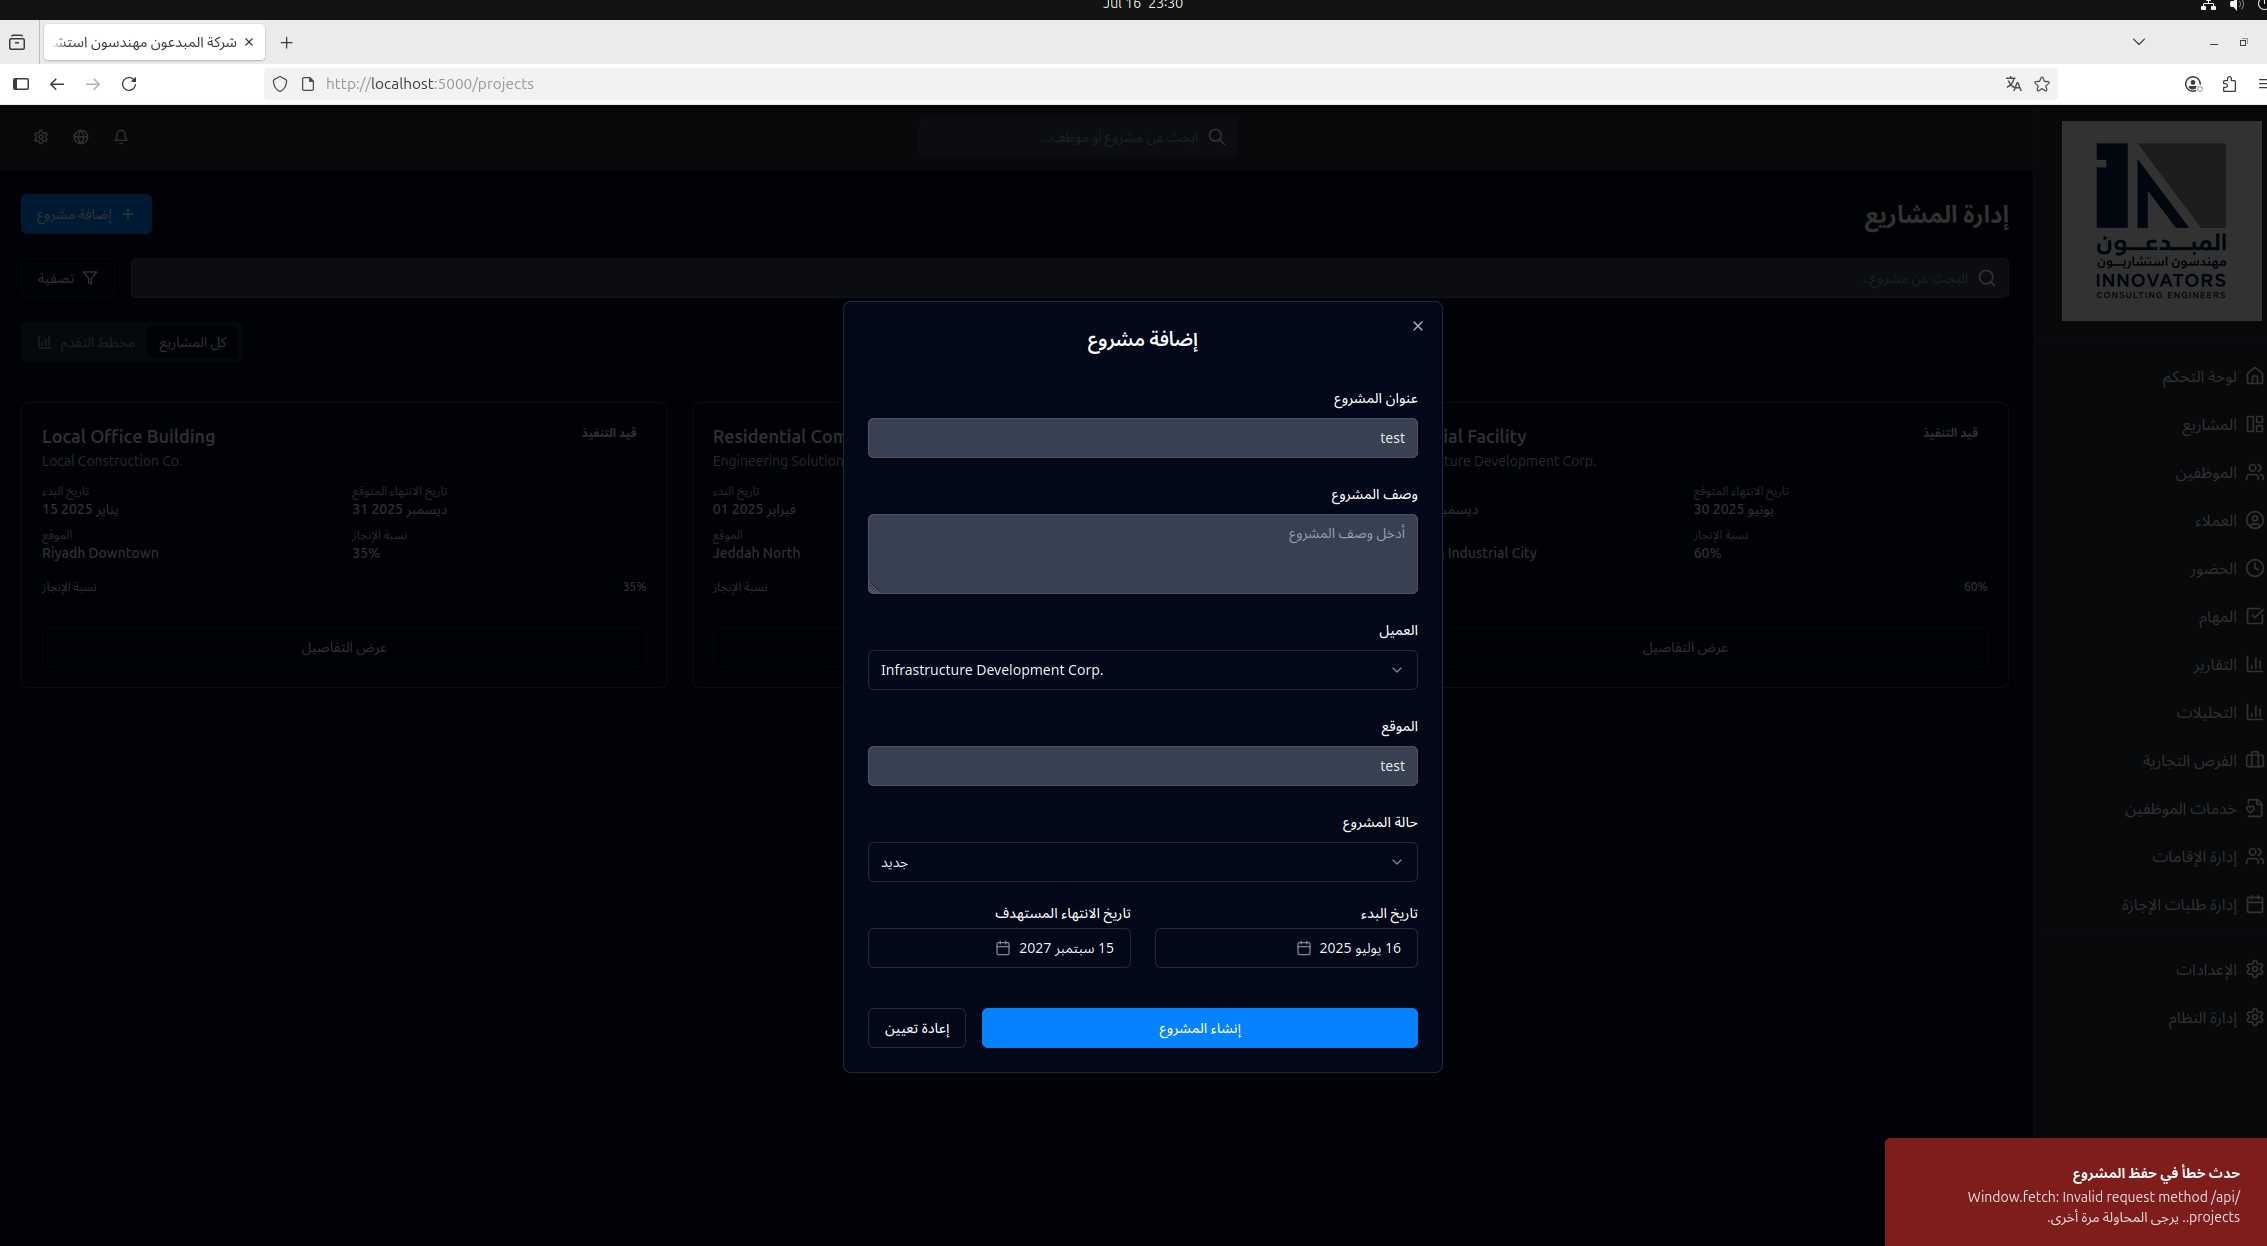 Jul 16 23:30
شركة المبدعون مهندسون استش
http://localhost:5000/projects
ابحث عن مشروع أو موظف...
المبدعون
مهندسون استشاريون
INNOVATORS
CONSULTING ENGINEERS
إدارة المشاريع
إضافة مشروع
البحث عن مشروع...
تصفية
كل المشاريع
مخطط التقدم
Local Office Building
قيد التنفيذ
Local Construction Co.
تاريخ البدء
تاريخ الانتهاء المتوقع
15 يناير 2025
31 ديسمبر 2025
الموقع
نسبة الإنجاز
Riyadh Downtown
35%
نسبة الإنجاز
35%
عرض التفاصيل
Residential Com
Engineering Solution
تاريخ البدء
01 فبراير 2025
الموقع
Jeddah North
نسبة الإنجاز
ial Facility
قيد التنفيذ
ture Development Corp.
تاريخ الانتهاء المتوقع
ديسمب
30 يونيو 2025
نسبة الإنجاز
Industrial City
60%
60%
عرض التفاصيل
إضافة مشروع
عنوان المشروع
test
وصف المشروع
أدخل وصف المشروع
العميل
Infrastructure Development Corp.
الموقع
test
حالة المشروع
جديد
تاريخ البدء
تاريخ الانتهاء المستهدف
16 يوليو 2025
15 سبتمبر 2027
إنشاء المشروع
إعادة تعيين
لوحة التحكم
المشاريع
الموظفين
العملاء
الحضور
المهام
التقارير
التحليلات
الفرص التجارية
خدمات الموظفين
إدارة الإقامات
إدارة طلبات الإجازة
الإعدادات
إدارة النظام
حدث خطأ في حفظ المشروع
Window.fetch: Invalid request method /api/
projects.. يرجى المحاولة مرة أخرى.